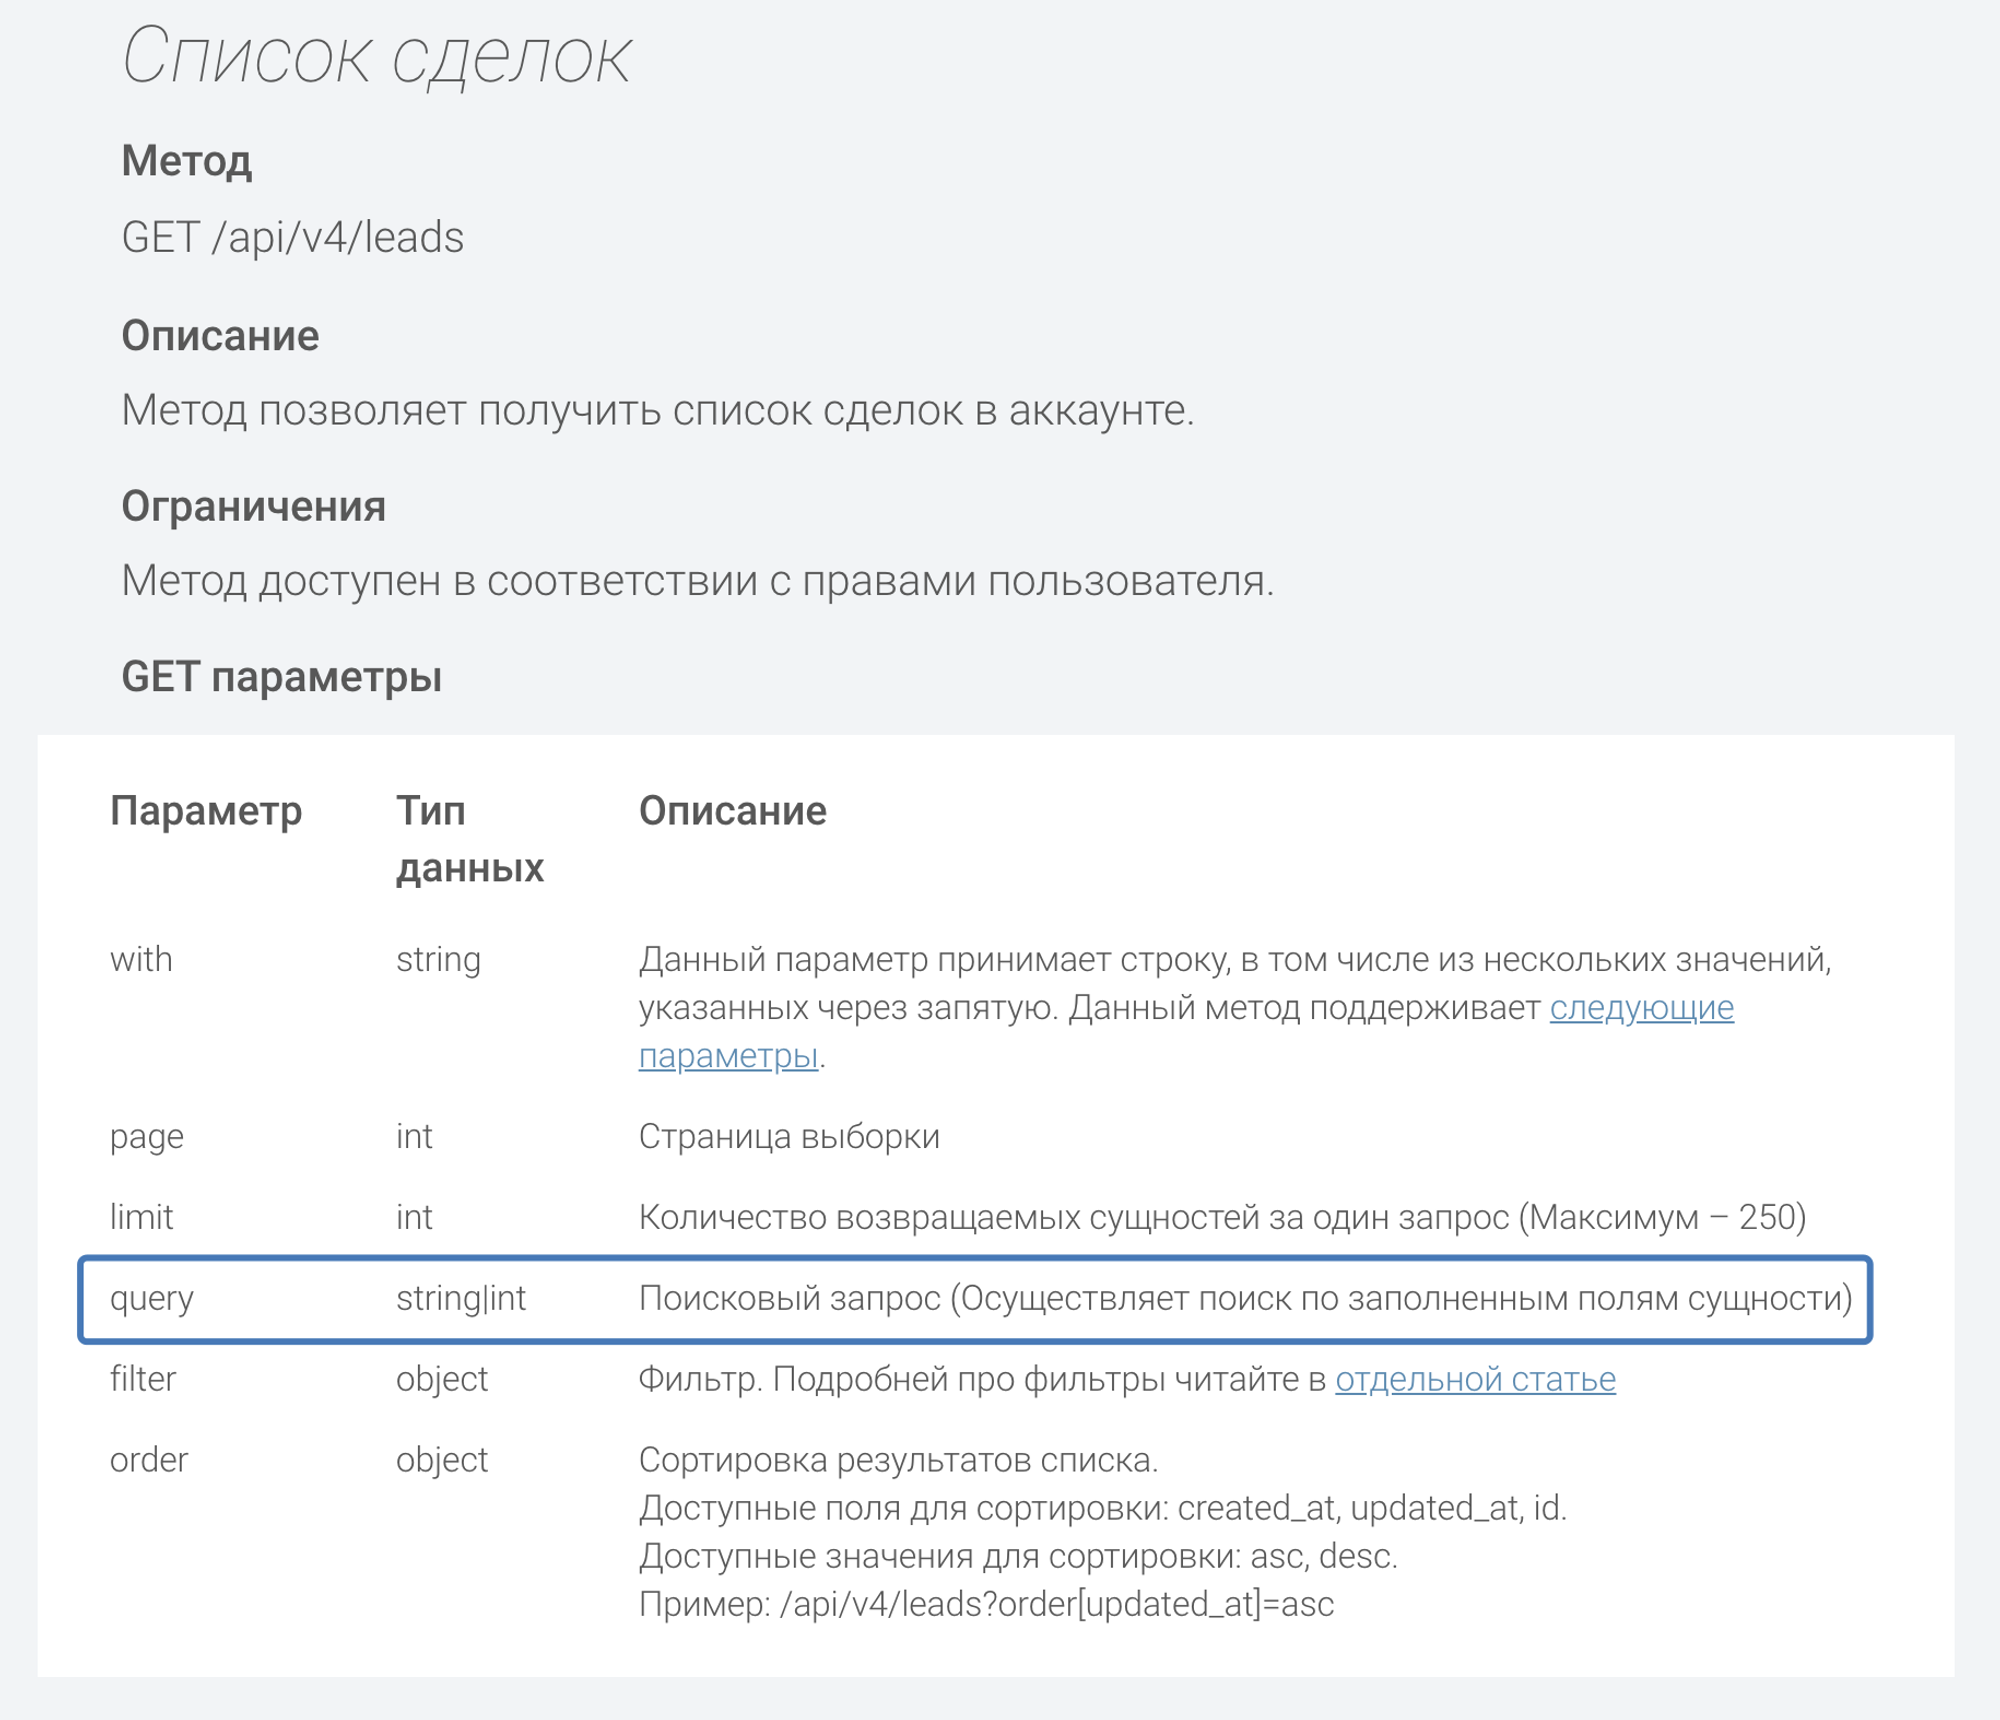 Список сделок
Метод
GET /api/v4/leads
Описание
Метод позволяет получить список сделок в аккаунте.
Ограничения
Метод доступен в соответствии с правами пользователя.
GET параметры
Параметр Тип Описание
данных
with string Данный параметр принимает строку, в том числе из нескольких значений,
указанных через запятую. Данный метод поддерживает следующие
параметры.
page int Страница выборки
limit int Количество возвращаемых сущностей за один запрос (Максимум – 250)
query string|int Поисковый запрос (Осуществляет поиск по заполненным полям сущности)
filter object Фильтр. Подробней про фильтры читайте в отдельной статье
order object Сортировка результатов списка.
Доступные поля для сортировки: created_at, updated_at, id.
Доступные значения для сортировки: asc, desc.
Пример: /api/v4/leads?order[updated_at]=asc